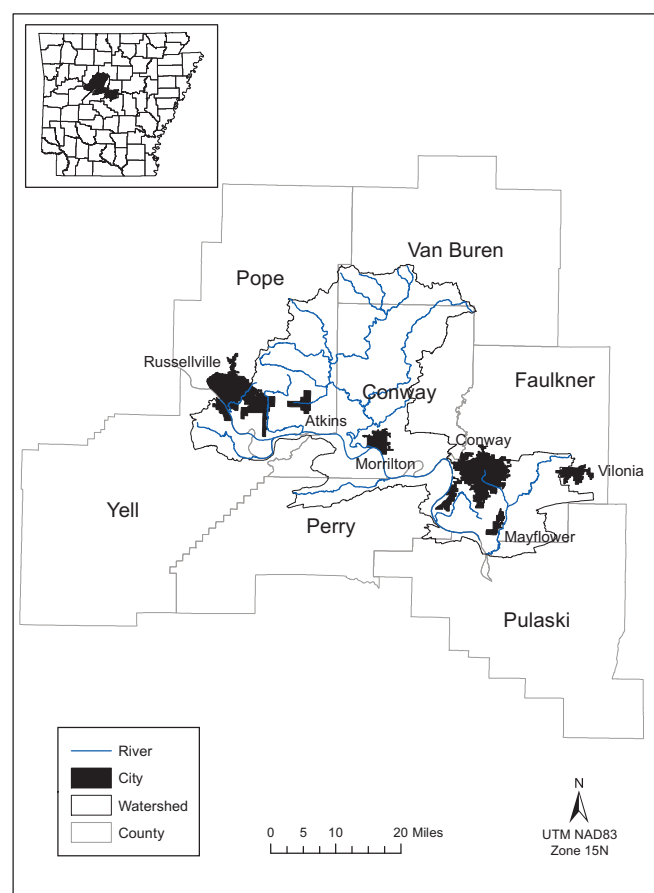 Van Buren
Pope
Russellville
Conway
Faulkner
Atkins
Conway
Morrilton
Vilonia
Yell
Perry
Mayflower
Pulaski
River
City
Watershed
County
0 5 10 20 Miles
N
UTM NAD83
Zone 15N